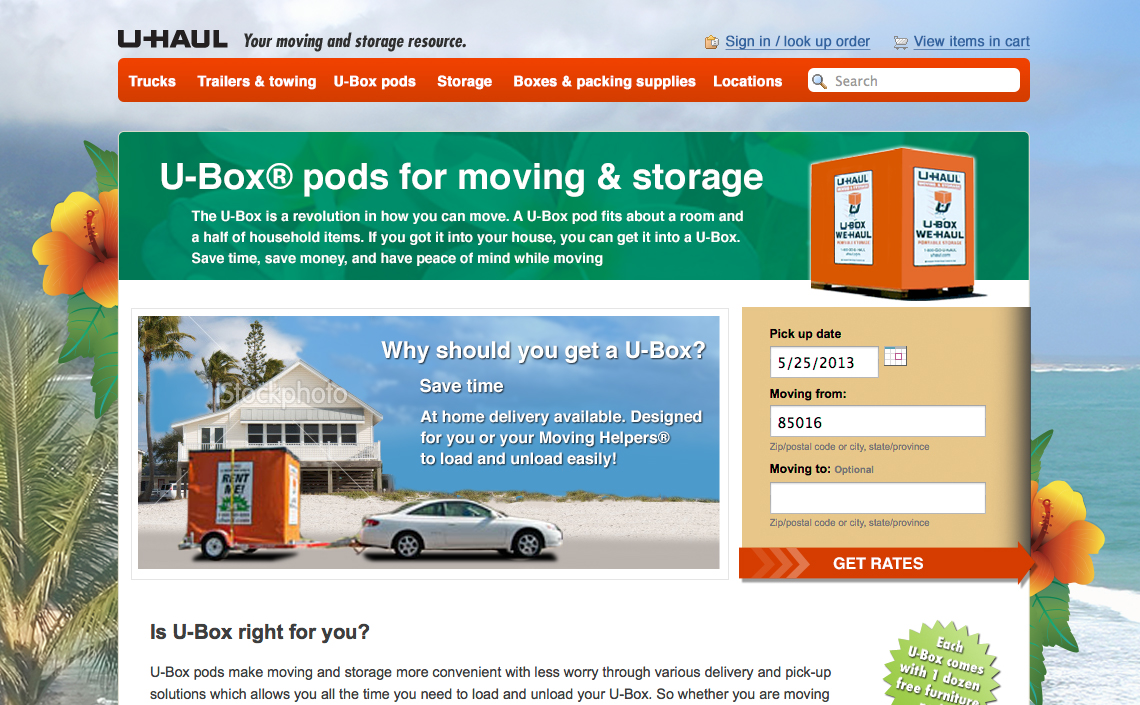 U-HAUL Your moving and storage resource.
Sign in / look up order View items in cart
Trucks Trailers & towing U-Box pods Storage Boxes & packing supplies Locations Search
U-Box® pods for moving & storage
The U-Box is a revolution in how you can move. A U-Box pod fits about a room and
a half of household items. If you got it into your house, you can get it into a U-Box.
Save time, save money, and have peace of mind while moving
U-HAUL
U-BOX
WE-HAUL
U-HAUL
U-BOX
WE-HAUL
Why should you get a U-Box?
Save time
At home delivery available. Designed
for you or your Moving Helpers®
to load and unload easily!
iStockphoto
RENT
ME!
Pick up date
5/25/2013
Moving from:
85016
Zip/postal code or city, state/province
Moving to: Optional
Zip/postal code or city, state/province
GET RATES
Is U-Box right for you?
U-Box pods make moving and storage more convenient with less worry through various delivery and pick-up
solutions which allows you all the time you need to load and unload your U-Box. So whether you are moving
Each
U-Box comes
with 1 dozen
free furniture